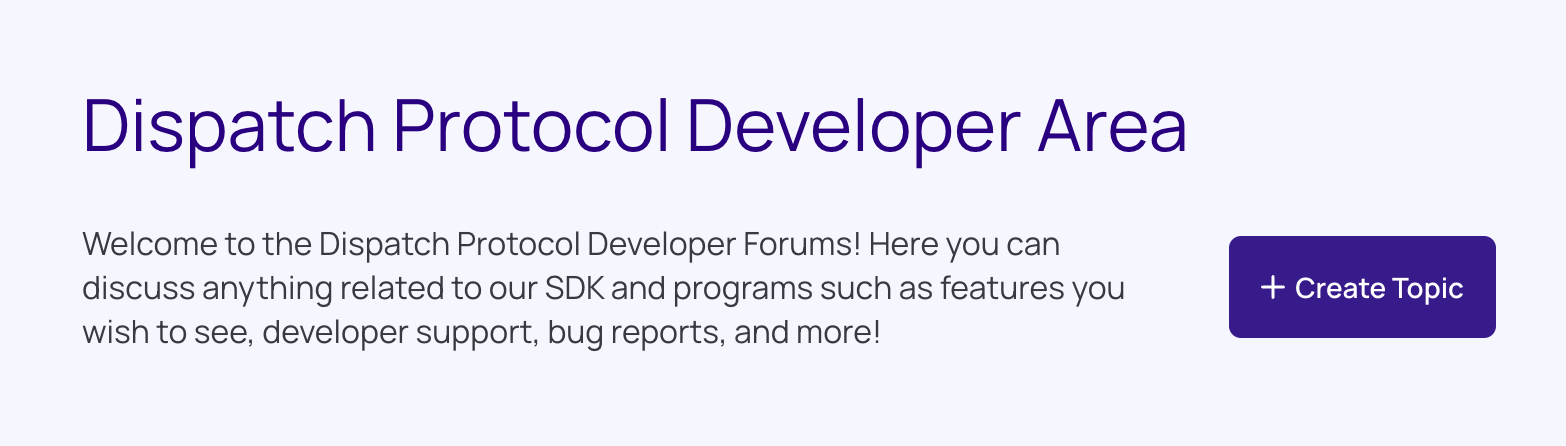 Dispatch Protocol Developer Area
Welcome to the Dispatch Protocol Developer Forums! Here you can
discuss anything related to our SDK and programs such as features you
wish to see, developer support, bug reports, and more!
+ Create Topic